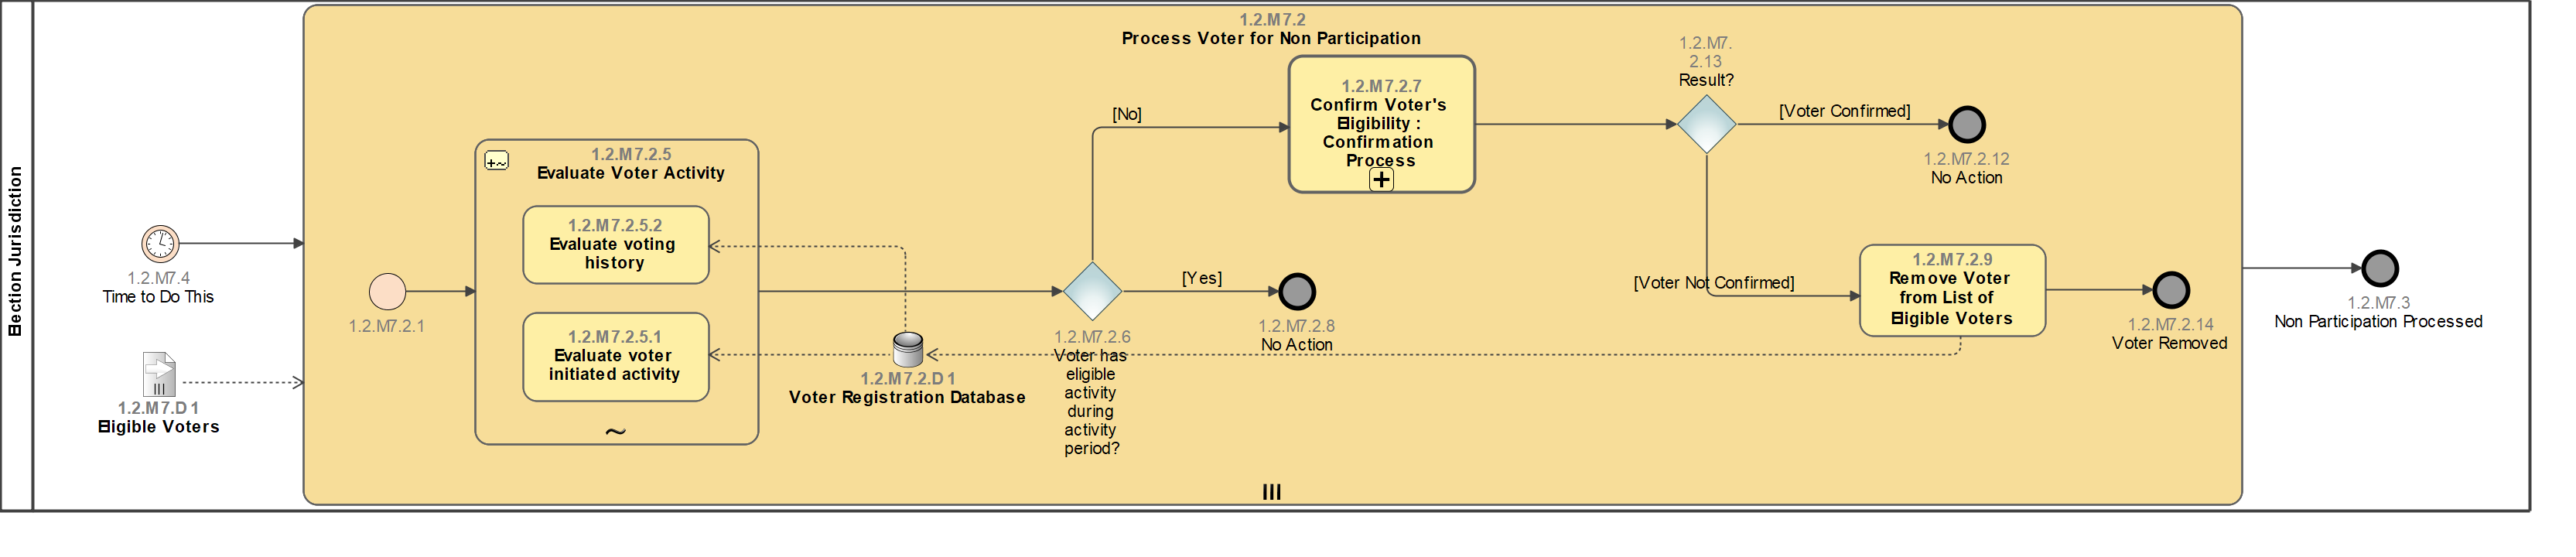 Election Jurisdiction
1.2.M7.4
Time to Do This
1.2.M7.D1
Eligible Voters
1.2.M7.2
Process Voter for Non Participation
1.2.M7.2.1
1.2.M7.2.5
Evaluate Voter Activity
1.2.M7.2.5.2
Evaluate voting
history
1.2.M7.2.5.1
Evaluate voter
initiated activity
1.2.M7.2.D1
Voter Registration Database
1.2.M7.2.6
Voter has
eligible
activity
during
activity
period?
[No]
[Yes]
1.2.M7.2.8
No Action
1.2.M7.2.7
Confirm Voter's
Eligibility :
Confirmation
Process
1.2.M7.
2.13
Result?
[Voter Confirmed]
1.2.M7.2.12
No Action
[Voter Not Confirmed]
1.2.M7.2.9
Remove Voter
from List of
Eligible Voters
1.2.M7.2.14
Voter Removed
1.2.M7.3
Non Participation Processed